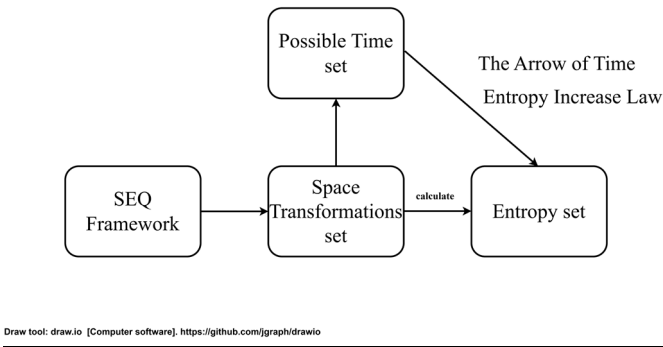 Possible Time
set
The Arrow of Time
Entropy Increase Law
SEQ
Framework
Space
Transformations
set
calculate
Entropy set
Draw tool: draw.io [Computer software]. https://github.com/jgraph/drawio